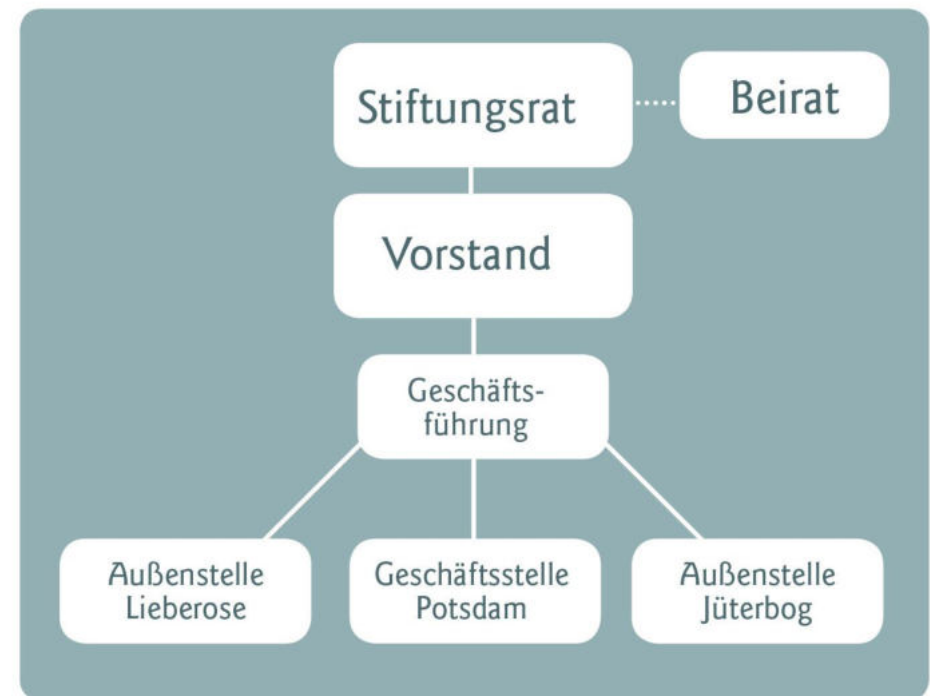 Stiftungsrat
Beirat
Vorstand
Geschäfts-
führung
Außenstelle
Lieberose
Geschäftsstelle
Potsdam
Außenstelle
Jüterbog